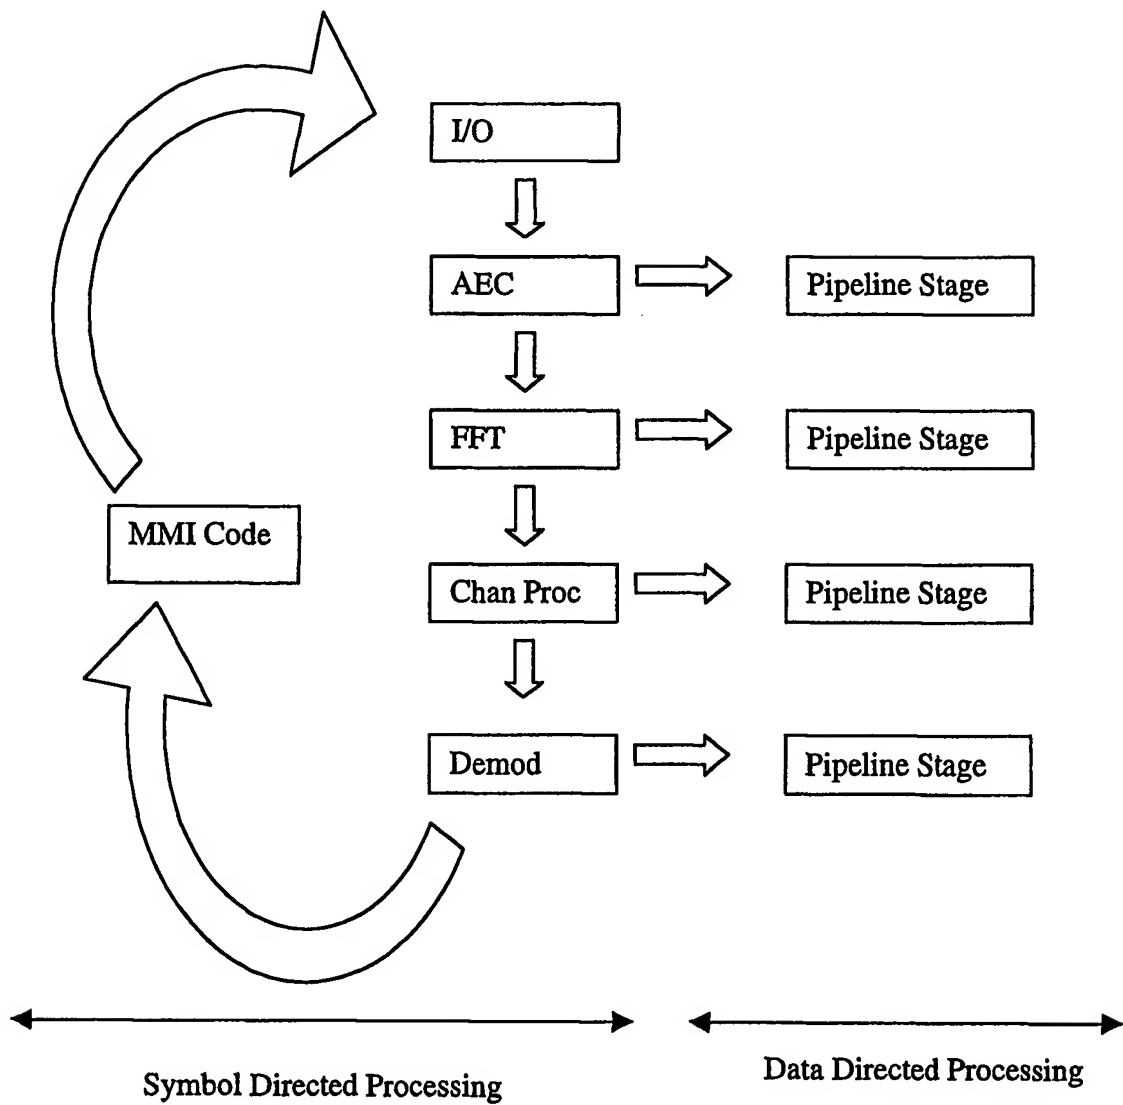 I/O
AEC
Pipeline Stage
FFT
Pipeline Stage
MMI Code
Chan Proc
Pipeline Stage
Demod
Pipeline Stage
Symbol Directed Processing
Data Directed Processing